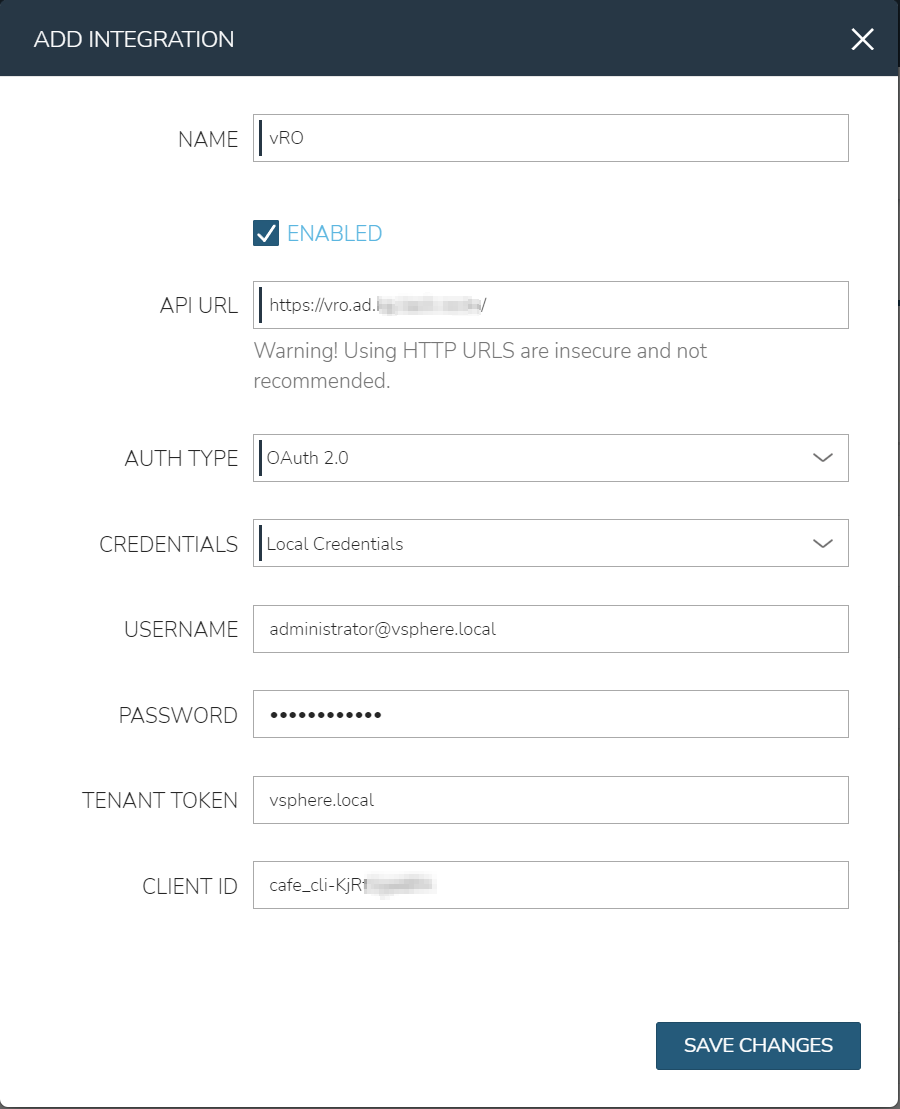 ADD INTEGRATION
NAME
vRO
ENABLED
API URL
https://vro.ad.
/
Warning! Using HTTP URLS are insecure and not
recommended.
AUTH TYPE
OAuth 2.0
CREDENTIALS
Local Credentials
USERNAME
administrator@vsphere.local
PASSWORD
••••••••••••
TENANT TOKEN
vsphere.local
CLIENT ID
cafe_cli-KjR
SAVE CHANGES